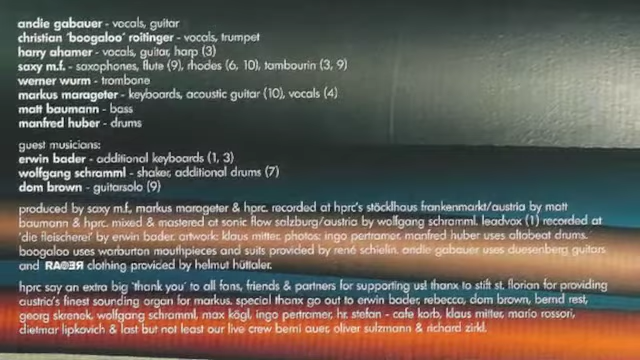 andie gabauer - vocals, guitar
christian 'boogaloo' roitinger - vocals, trumpet
harry ahamer - vocals, guitar, harp (3)
saxy m.f. - saxophones, flute (9), rhodes (6, 10), tambourin (3, 9)
werner wurm - trombone
markus marageter - keyboards, acoustic guitar (10), vocals (4)
matt baumann - bass
manfred huber - drums
guest musicians:
erwin bader - additional keyboards (1, 3)
wolfgang schramml - shaker, additional drums (7)
dom brown - guitarsolo (9)
produced by saxy m.f., markus marageter & hprc. recorded at hprc's stöcklhaus frankenmarkt/austria by matt
baumann & hprc. mixed & mastered at sonic flow salzburg/austria by wolfgang schramml. leadvox (1) recorded at
'die fleischerei' by erwin bader. artwork: klaus mitter. photos: ingo pertramer. manfred huber uses aftobeat drums.
boogaloo uses warburton mouthpieces and suits provided by rené schielin. andie gabauer uses duesenberg guitars
and clothing provided by helmut hüttaler.
hprc say an extra big 'thank you' to all fans, friends & partners for supporting us! thanx to stift st. florian for providing
austria's finest sounding organ for markus. special thanx go out to erwin bader, rebecca, dom brown, bernd rest,
georg skrenek, wolfgang schramml, max kögl, ingo pertramer, hr. stefan - cafe korb, klaus mitter, mario rossori,
dietmar lipkovich & last but not least our live crew berni auer, oliver sulzmann & richard zirkl.